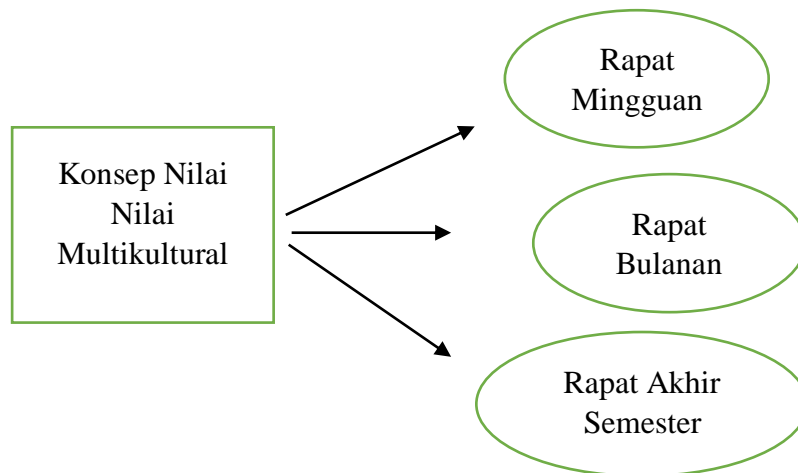 Konsep Nilai
Nilai
Multikultural
Rapat
Mingguan
Rapat
Bulanan
Rapat Akhir
Semester